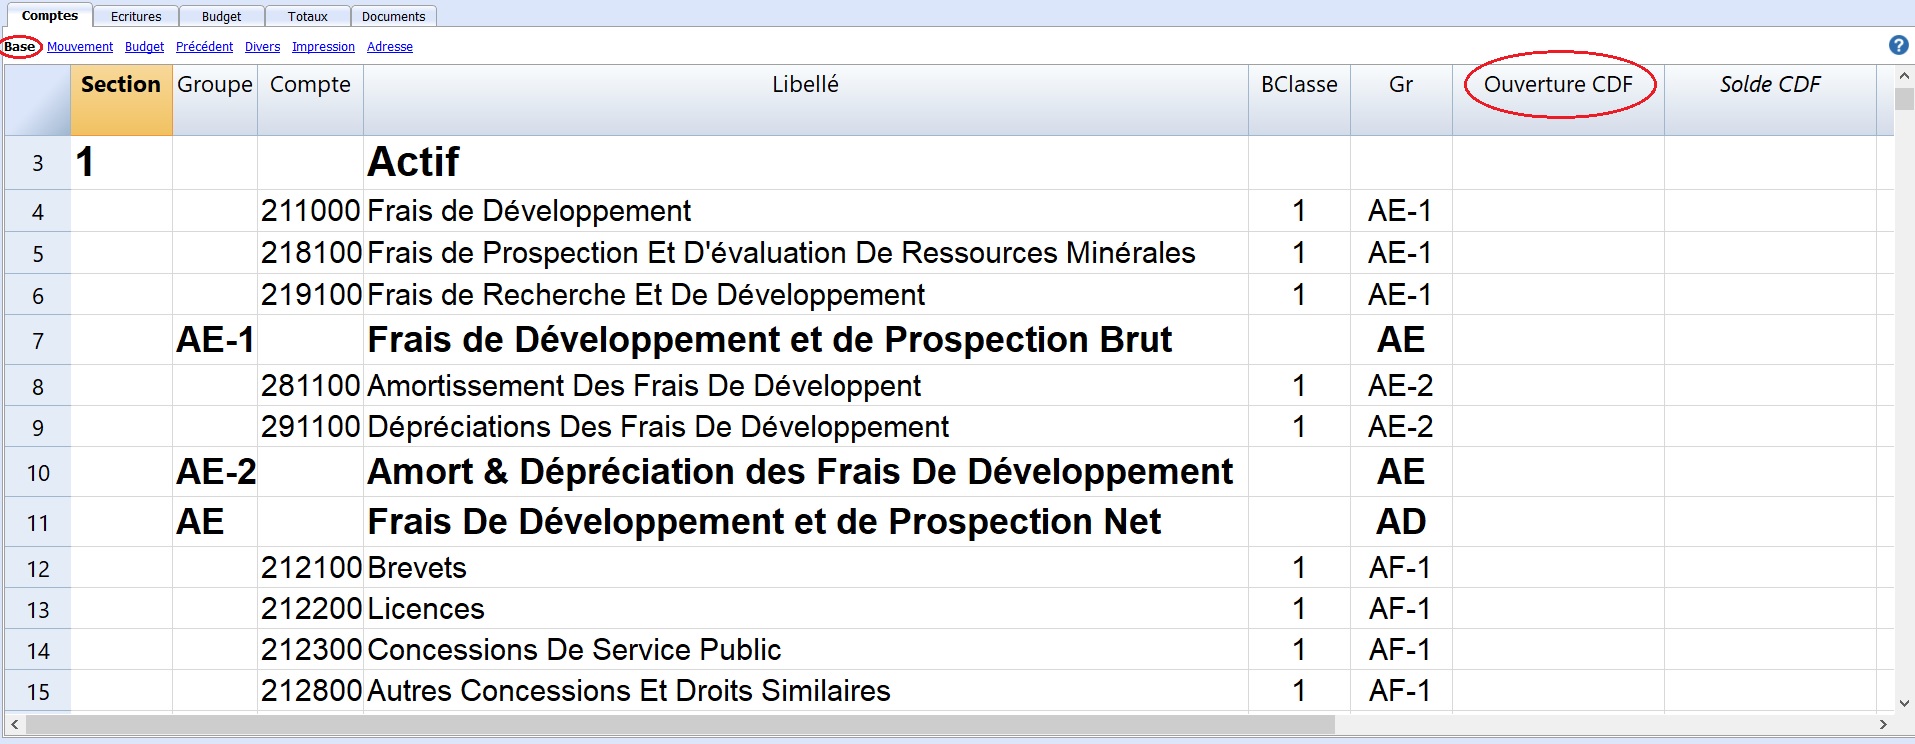 Comptes Ecritures Budget Totaux Documents
Base Mouvement Budget Précédent Divers Impression Adresse ?
Section Groupe Compte Libellé BClasse Gr Ouverture CDF Solde CDF
3 1 Actif
4 211000 Frais de Développement 1 AE-1
5 218100 Frais de Prospection Et D'évaluation De Ressources Minérales 1 AE-1
6 219100 Frais de Recherche Et De Développement 1 AE-1
7 AE-1 Frais de Développement et de Prospection Brut AE
8 281100 Amortissement Des Frais De Développent 1 AE-2
9 291100 Dépréciations Des Frais De Développement 1 AE-2
10 AE-2 Amort & Dépréciation des Frais De Développement AE
11 AE Frais De Développement et de Prospection Net AD
12 212100 Brevets 1 AF-1
13 212200 Licences 1 AF-1
14 212300 Concessions De Service Public 1 AF-1
15 212800 Autres Concessions Et Droits Similaires 1 AF-1